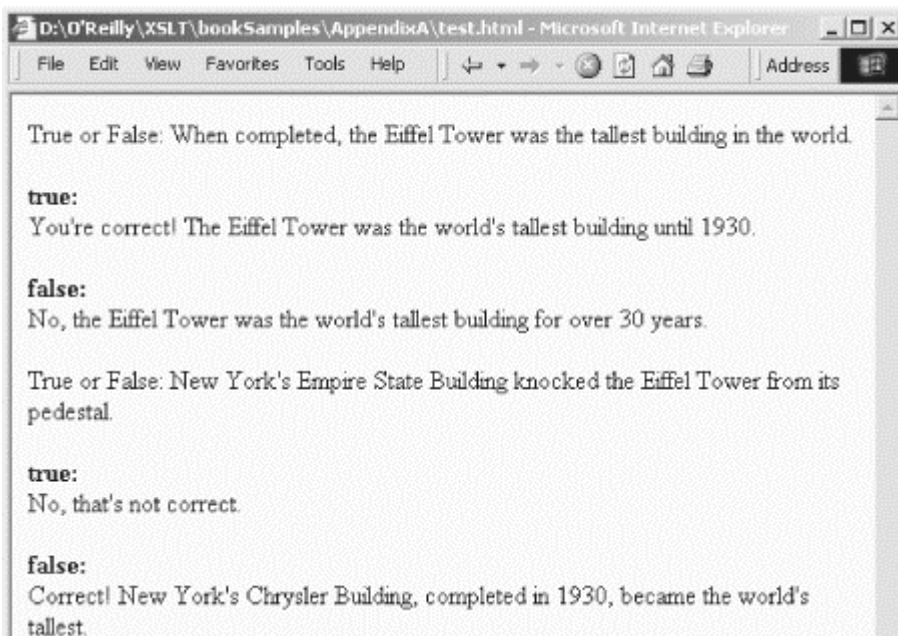 D:\O'Reilly\XSLT\bookSamples\AppendixA\test.html - Microsoft Internet Explorer
File Edit View Favorites Tools Help Address
True or False: When completed, the Eiffel Tower was the tallest building in the world.
true:
You're correct! The Eiffel Tower was the world's tallest building until 1930.
false:
No, the Eiffel Tower was the world's tallest building for over 30 years.
True or False: New York's Empire State Building knocked the Eiffel Tower from its
pedestal.
true:
No, that's not correct.
false:
Correct! New York's Chrysler Building, completed in 1930, became the world's
tallest.